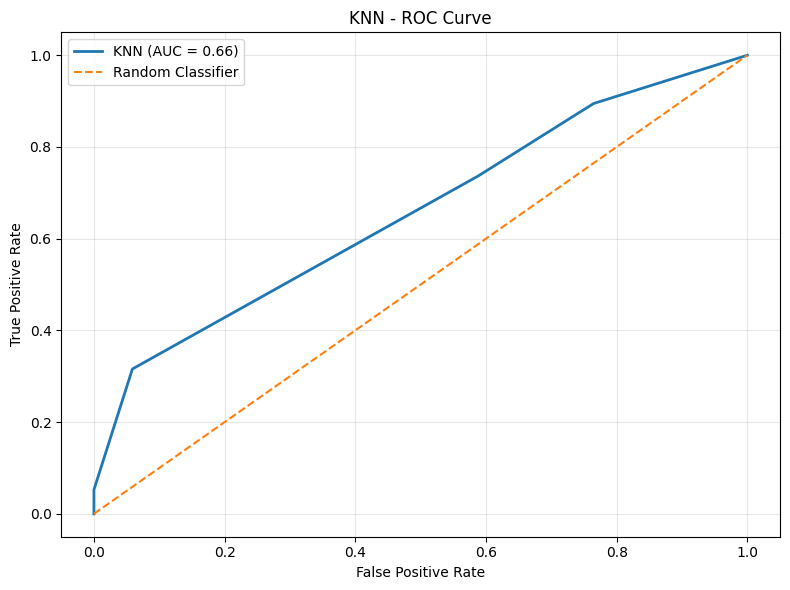 KNN - ROC Curve
KNN (AUC = 0.66)
Random Classifier
True Positive Rate
1.0
0.8
0.6
0.4
0.2
0.0
0.0 0.2 0.4 0.6 0.8 1.0
False Positive Rate